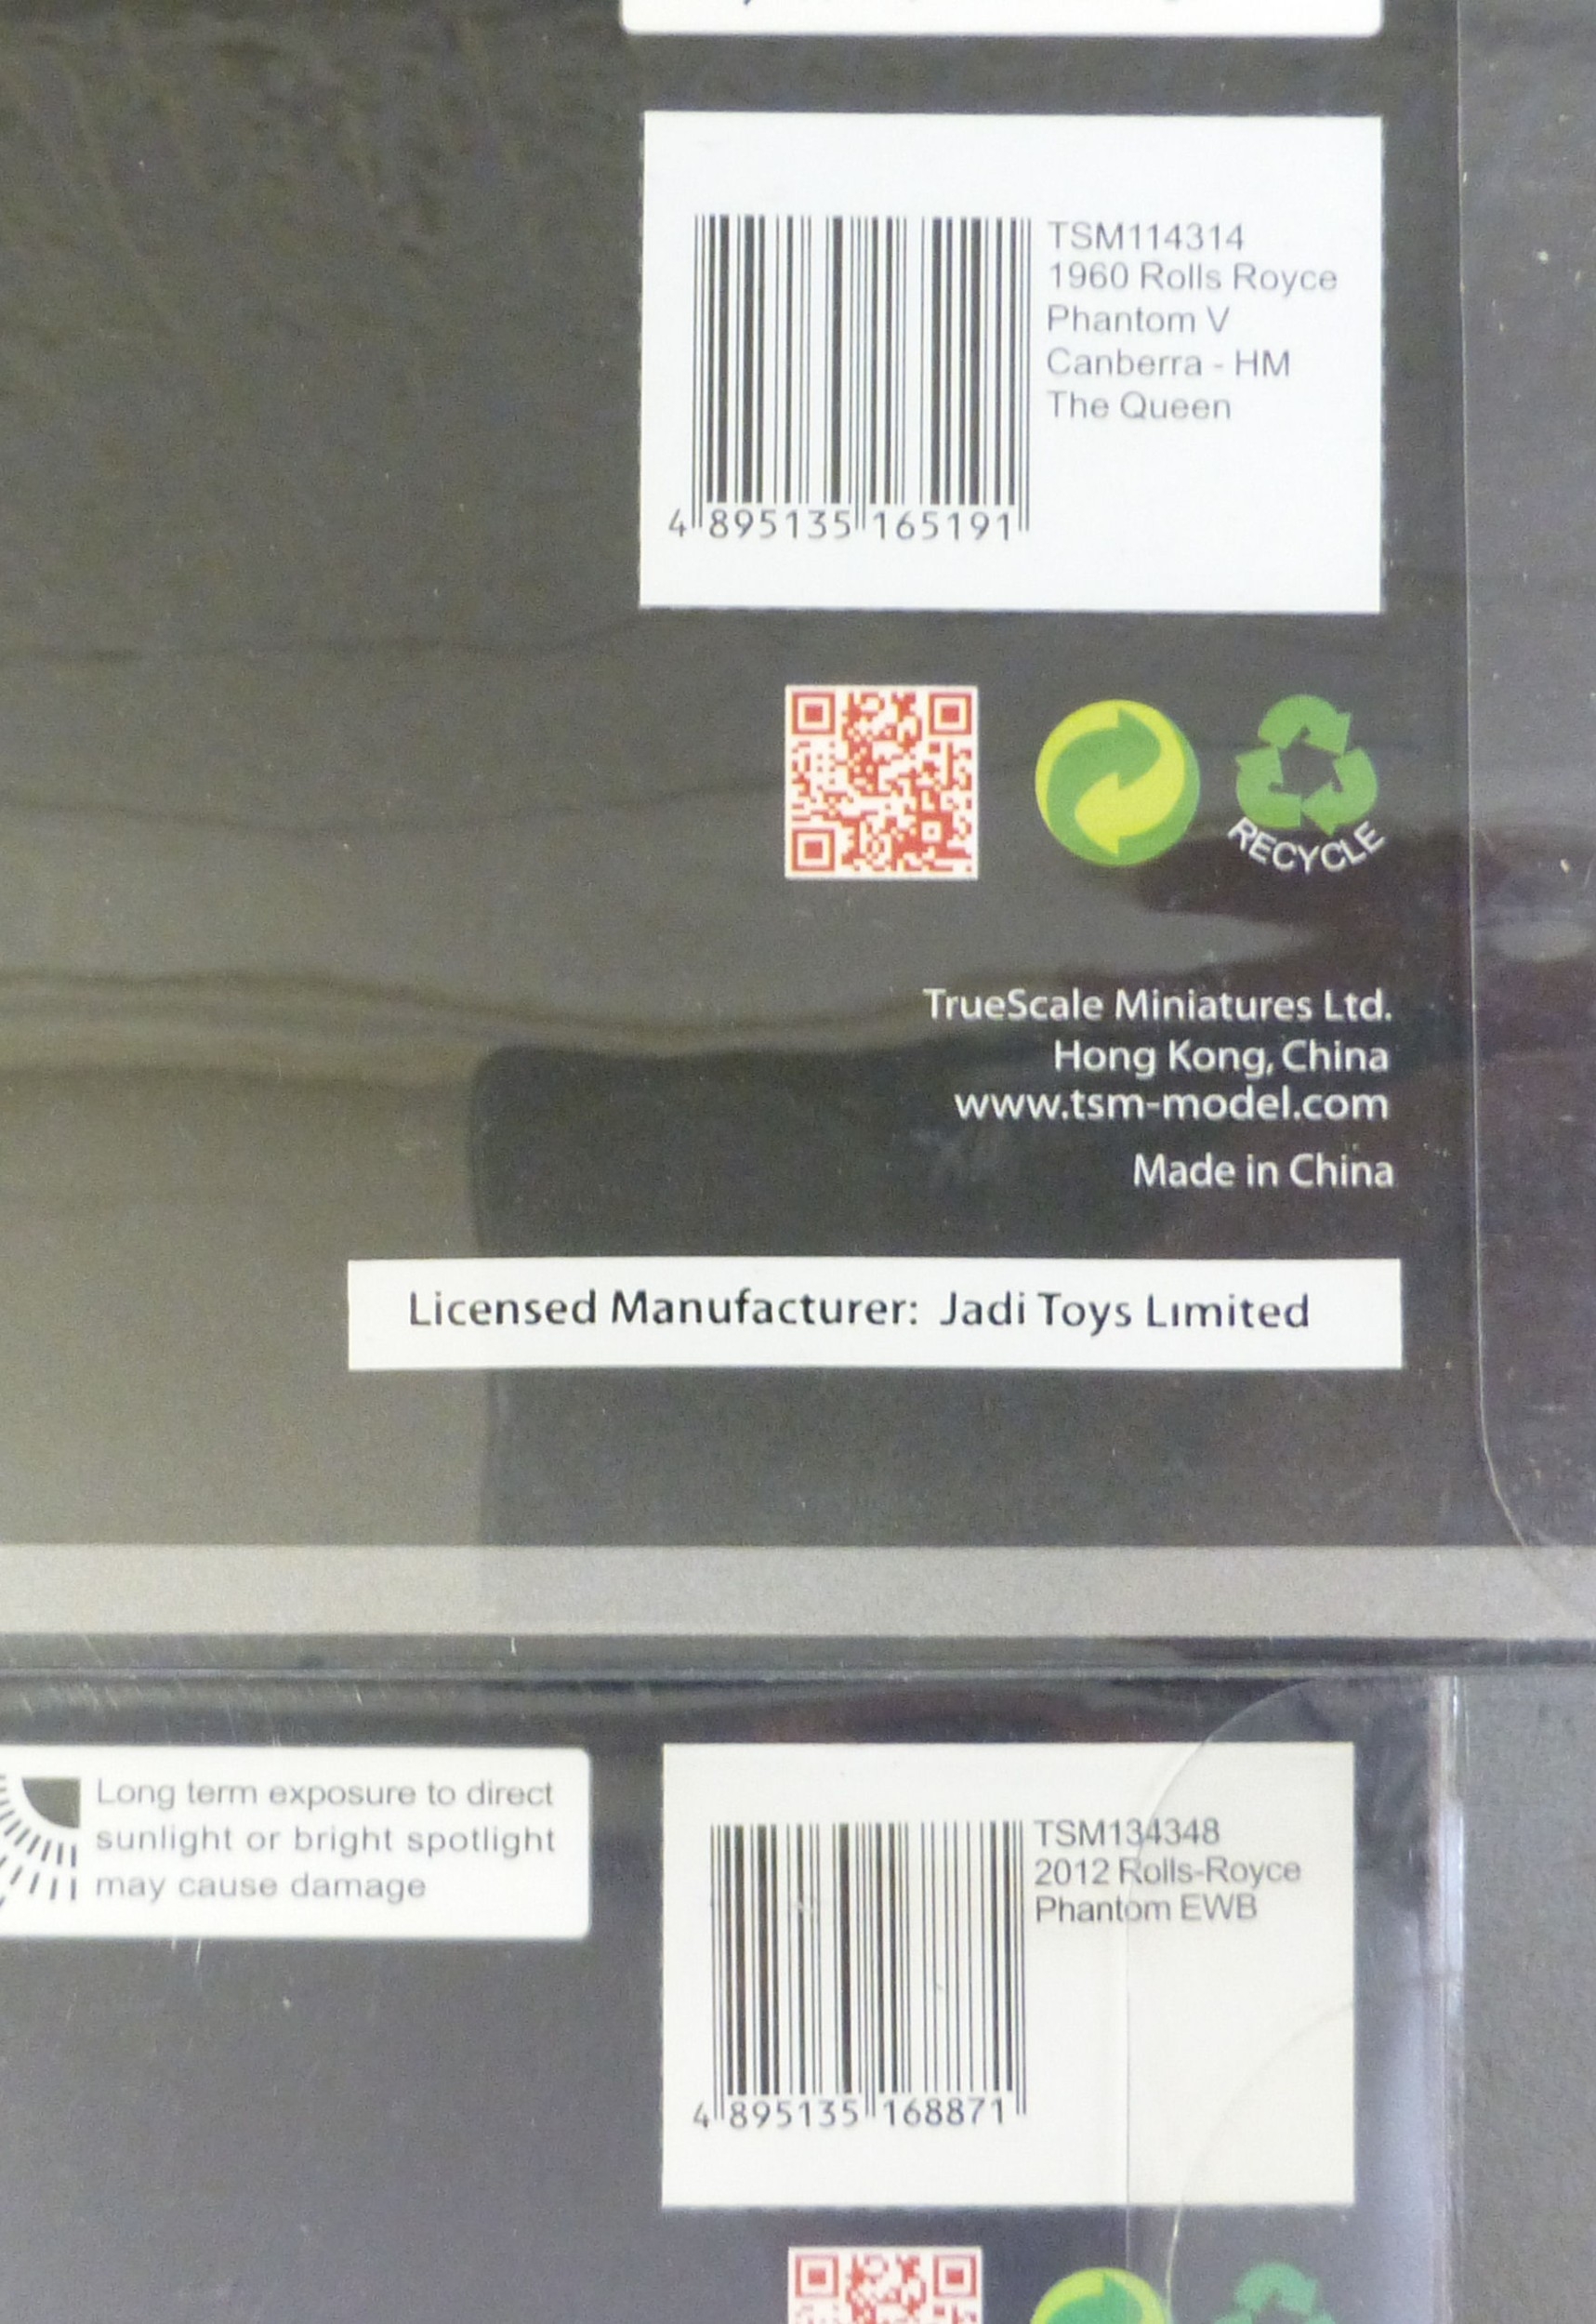 TSM114314
1960 Rolls Royce
Phantom V
Canberra - HM
The Queen
4 895135 165191
RECYCLE
TrueScale Miniatures Ltd.
Hong Kong, China
www.tsm-model.com
Made in China
Licensed Manufacturer: Jadi Toys Limited
Long term exposure to direct
sunlight or bright spotlight
may cause damage
TSM134348
2012 Rolls-Royce
Phantom EWB
4 895135 168871